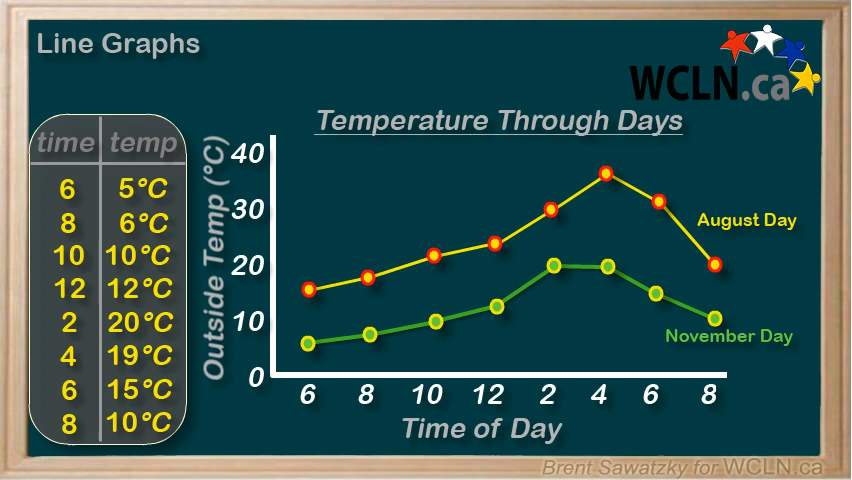 Line Graphs
WCLN.ca
Temperature Through Days
time temp
6 5°C
8 6°C
10 10°C
12 12°C
2 20°C
4 19°C
6 15°C
8 10°C
Outside Temp (°C)
40
30
20
10
0
August Day
November Day
6 8 10 12 2 4 6 8
Time of Day
Brent Sawatzky for WCLN.ca